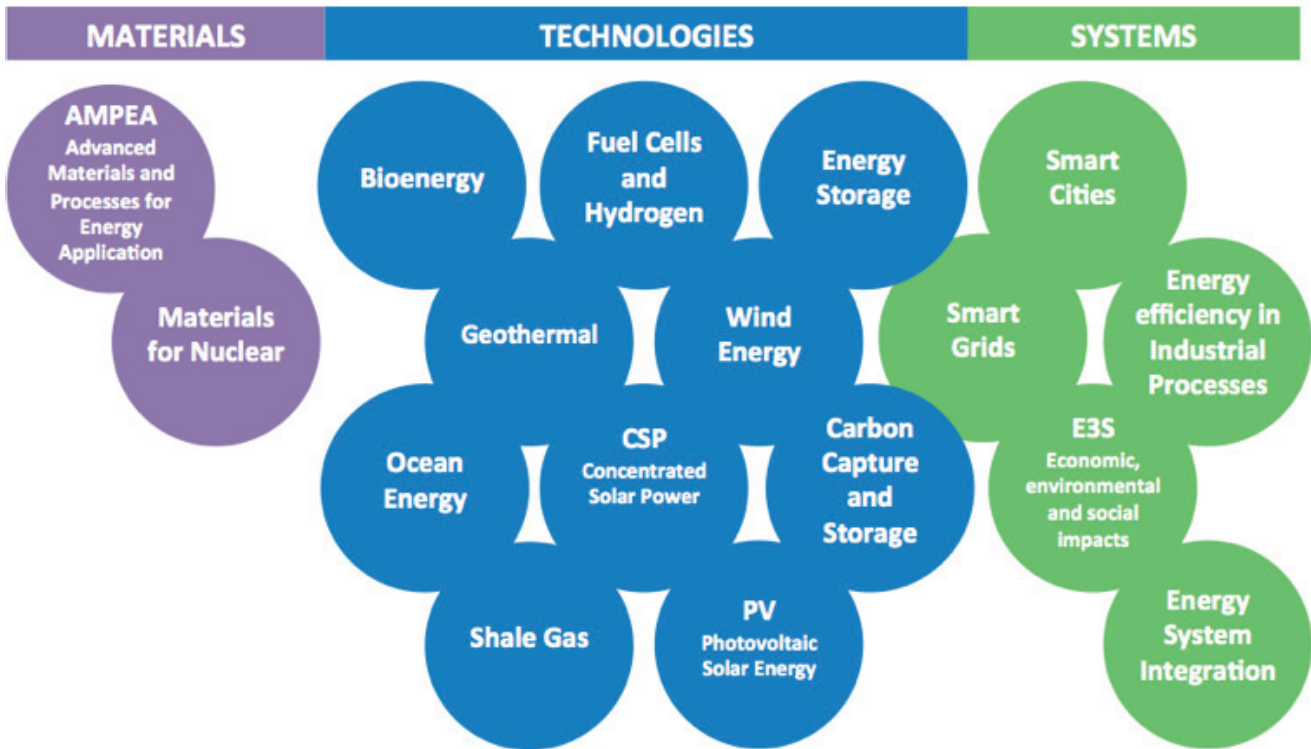 MATERIALS
TECHNOLOGIES
SYSTEMS
AMPEA
Advanced
Materials and
Processes for
Energy
Application
Materials
for Nuclear
Bioenergy
Fuel Cells
and
Hydrogen
Energy
Storage
Geothermal
Wind
Energy
Ocean
Energy
CSP
Concentrated
Solar Power
Carbon
Capture
and
Storage
Shale Gas
PV
Photovoltaic
Solar Energy
Smart
Cities
Smart
Grids
Energy
efficiency in
Industrial
Processes
E3S
Economic,
environmental
and social
impacts
Energy
System
Integration